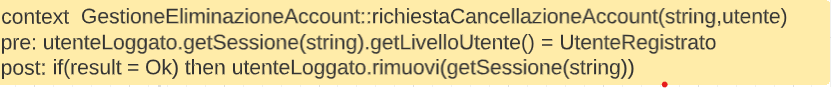 context  GestioneEliminazioneAccount::richiestaCancellazioneAccount(string,utente)
pre: utenteLoggato.getSessione(string).getLivelloUtente() = UtenteRegistrato
post: if(result = Ok) then utenteLoggato.rimuovi(getSessione(string))